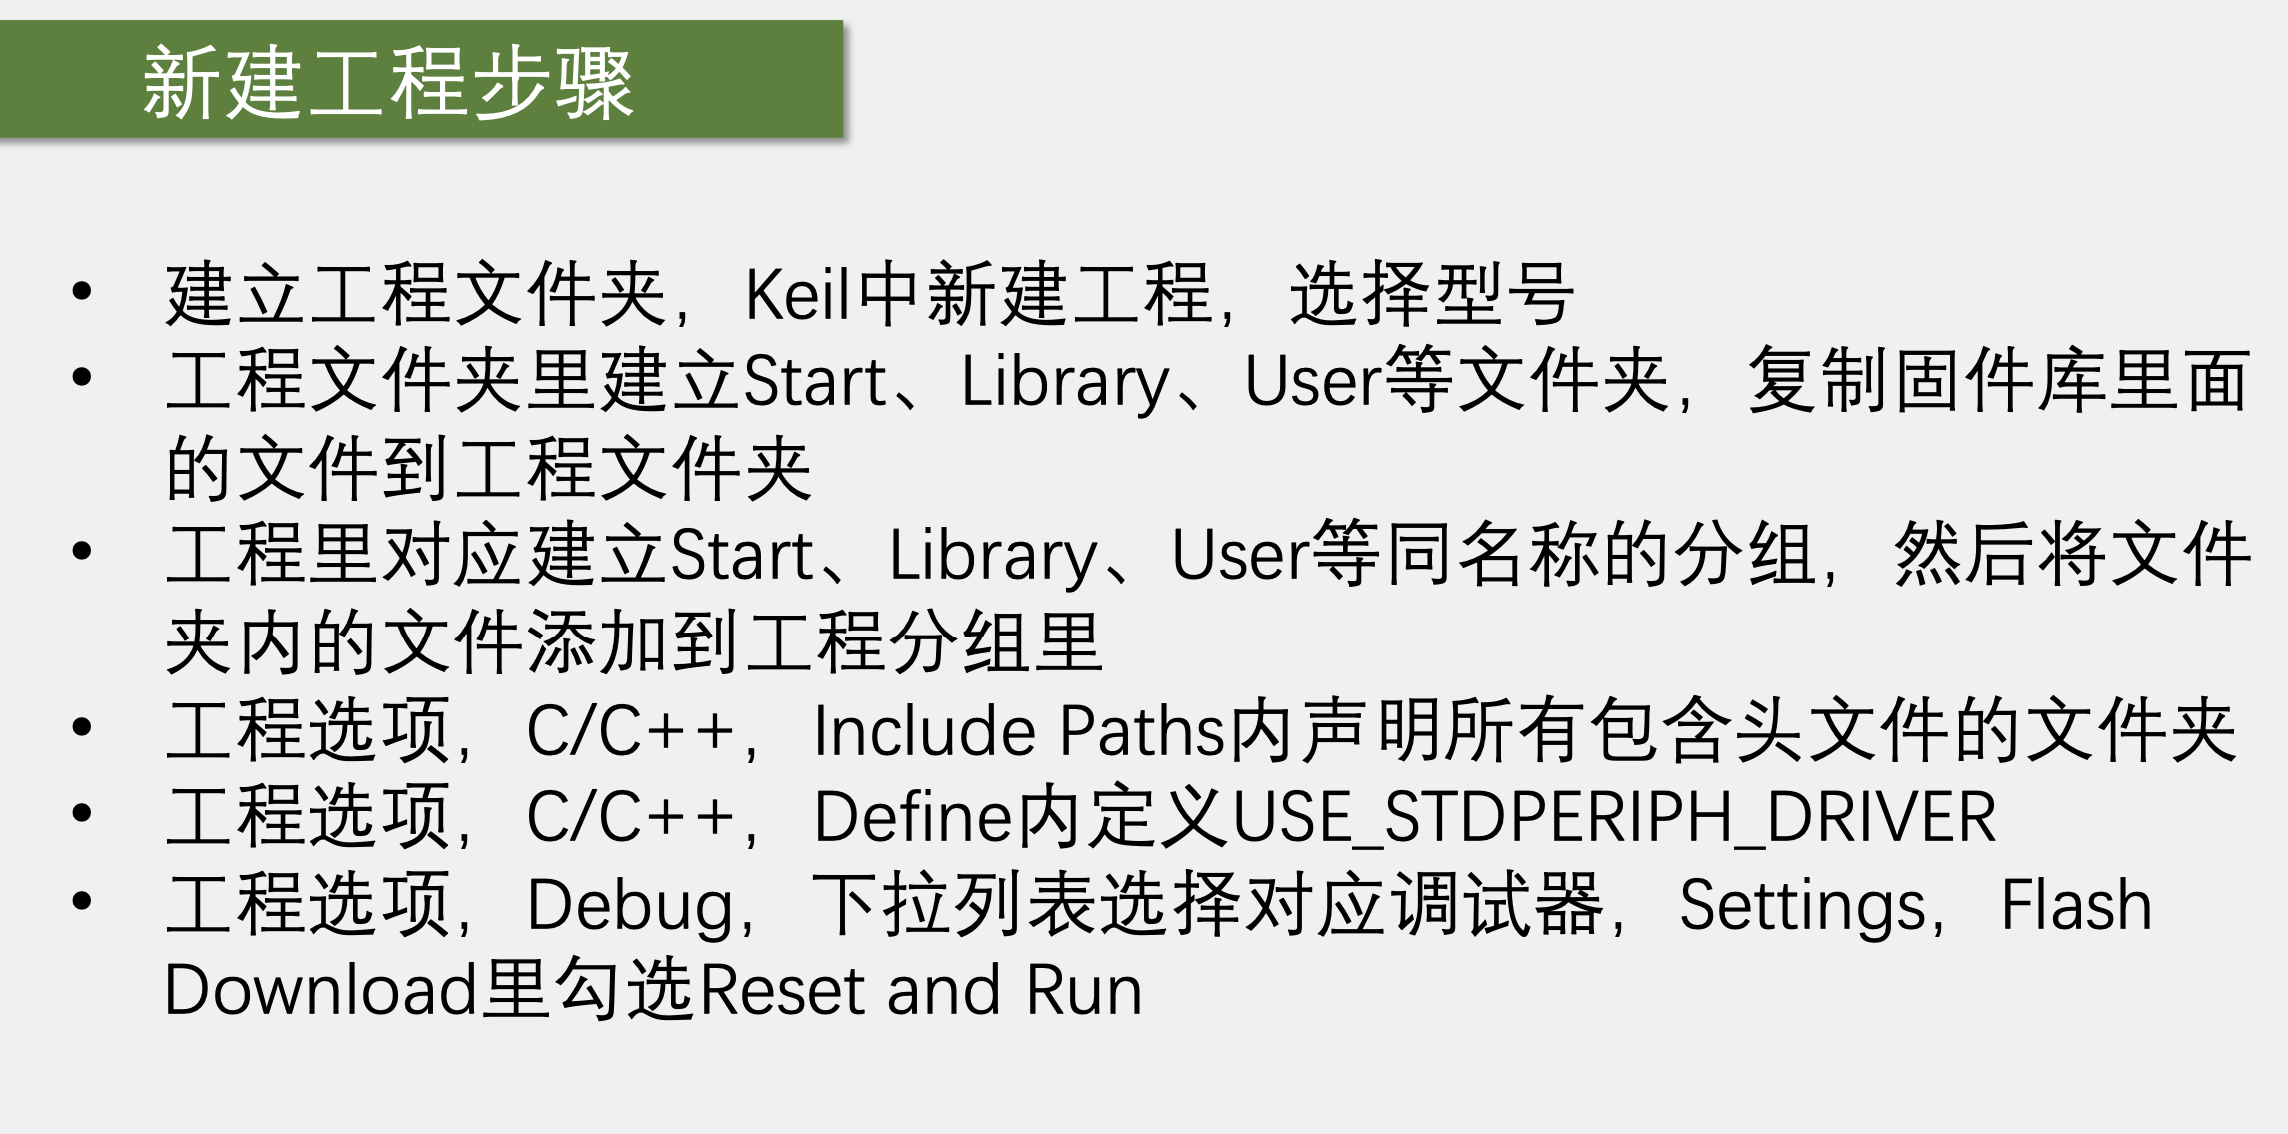 新建工程步骤
• 建立工程文件夹，Keil中新建工程，选择型号
• 工程文件夹里建立Start、Library、User等文件夹，复制固件库里面
的文件到工程文件夹
• 工程里对应建立Start、Library、User等同名称的分组，然后将文件
夹内的文件添加到工程分组里
• 工程选项，C/C++，Include Paths内声明所有包含头文件的文件夹
• 工程选项，C/C++，Define内定义USE_STDPERIPH_DRIVER
• 工程选项，Debug，下拉列表选择对应调试器，Settings，Flash
Download里勾选Reset and Run